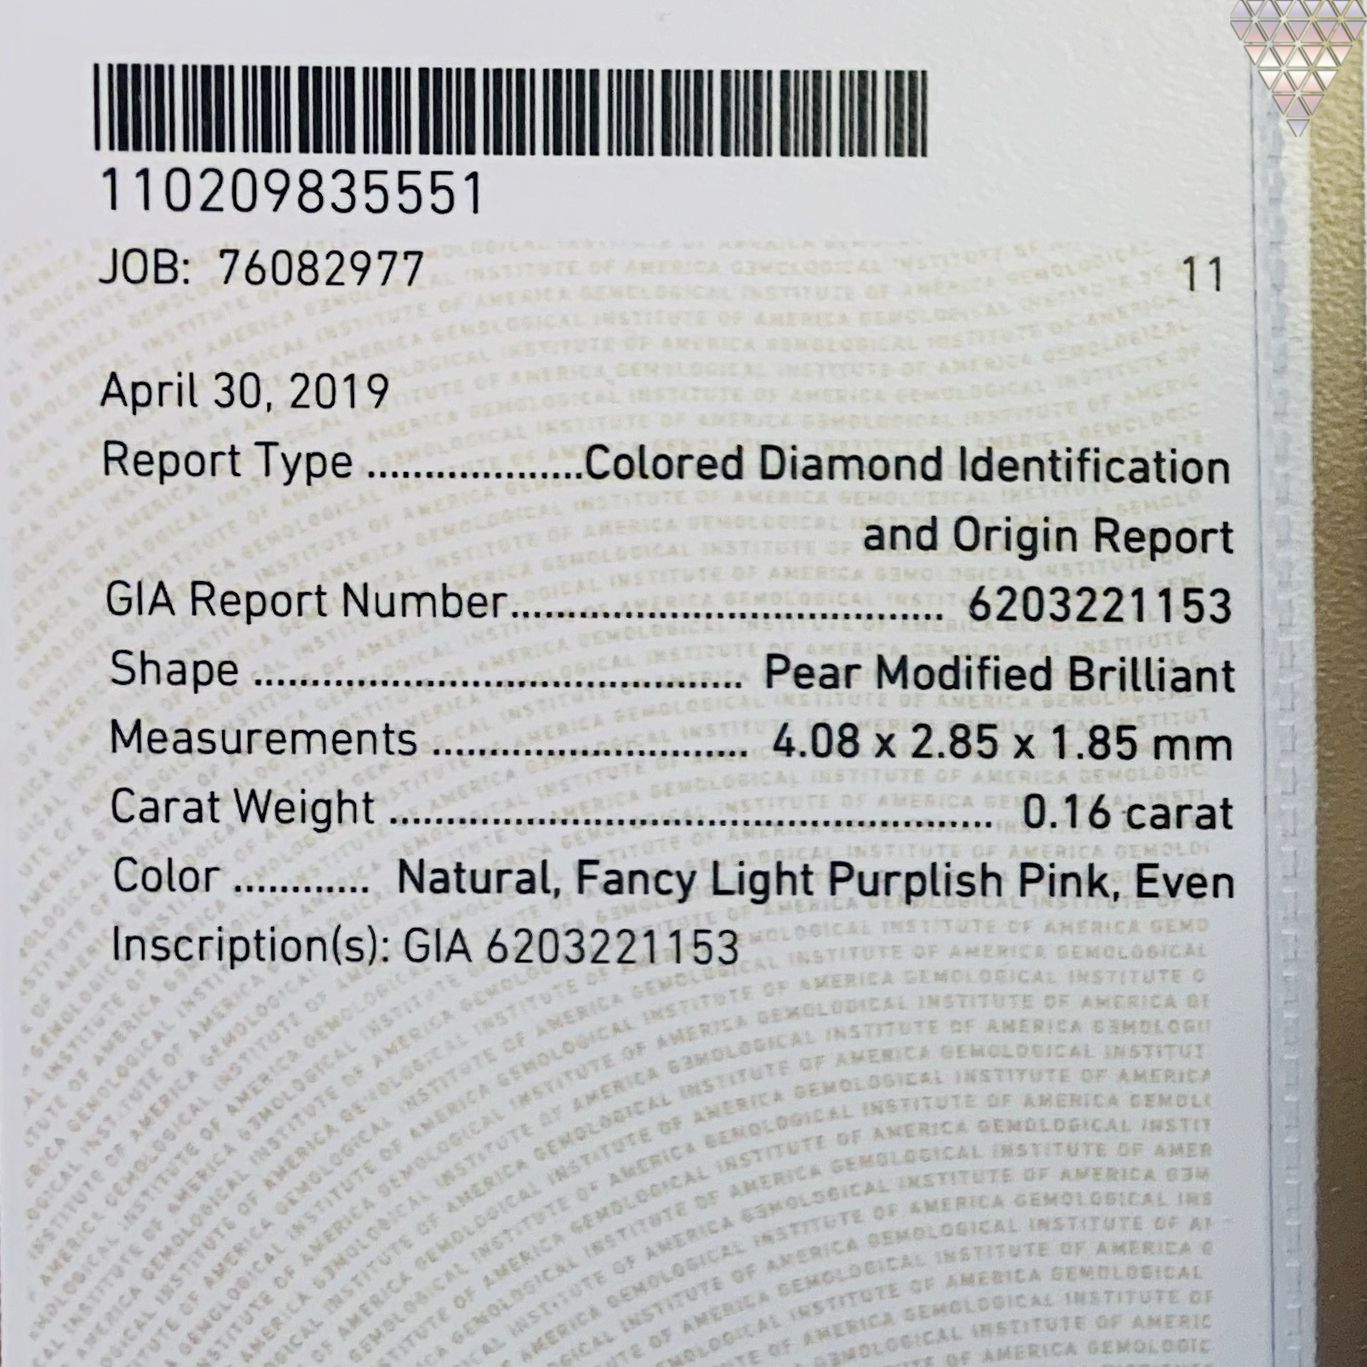 110209835551
JOB: 76082977
11
April 30, 2019
Report Type ...................Colored Diamond Identification
and Origin Report
GIA Report Number...................................... 6203221153
Shape ........................................... Pear Modified Brilliant
Measurements ............................ 4.08 x 2.85 x 1.85 mm
Carat Weight ..................................................... 0.16 carat
Color ............ Natural, Fancy Light Purplish Pink, Even
Inscription(s): GIA 6203221153